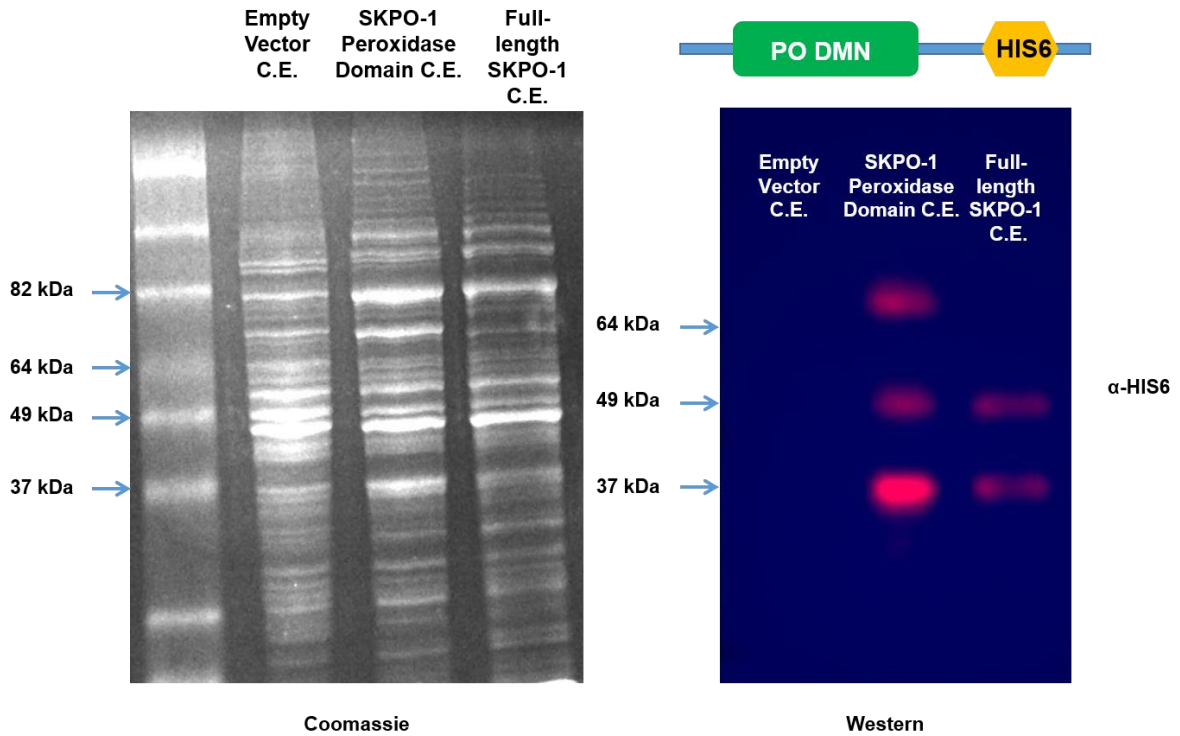 Empty
Vector
C.E.
SKPO-1
Peroxidase
Domain C.E.
Full-
length
SKPO-1
C.E.
82 kDa
64 kDa
49 kDa
37 kDa
Coomassie
PO DMN
HIS6
Empty
Vector
C.E.
SKPO-1
Peroxidase
Domain C.E.
Full-
length
SKPO-1
C.E.
64 kDa
49 kDa
37 kDa
α-HIS6
Western